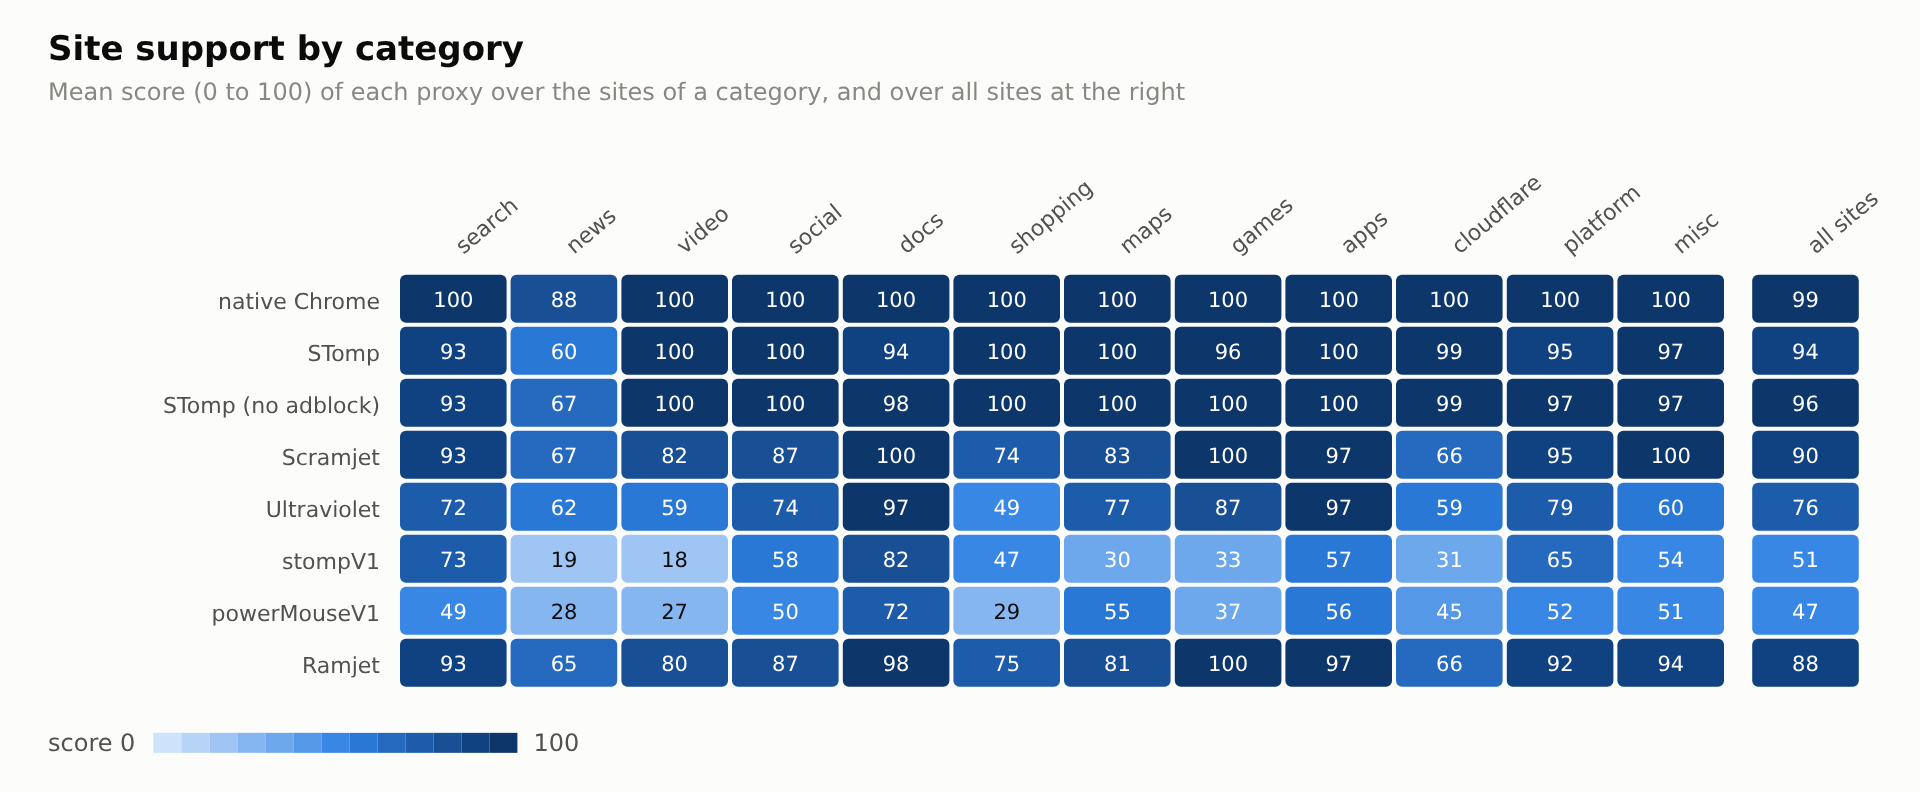 Site support by category
Mean score (0 to 100) of each proxy over the sites of a category, and over all sites at the right
search news video social docs shopping maps games apps cloudflare platform misc all sites
native Chrome 100 88 100 100 100 100 100 100 100 100 100 100 99
STomp 93 60 100 100 94 100 100 96 100 99 95 97 94
STomp (no adblock) 93 67 100 100 98 100 100 100 100 99 97 97 96
Scramjet 93 67 82 87 100 74 83 100 97 66 95 100 90
Ultraviolet 72 62 59 74 97 49 77 87 97 59 79 60 76
stompV1 73 19 18 58 82 47 30 33 57 31 65 54 51
powerMouseV1 49 28 27 50 72 29 55 37 56 45 52 51 47
Ramjet 93 65 80 87 98 75 81 100 97 66 92 94 88
score 0 100